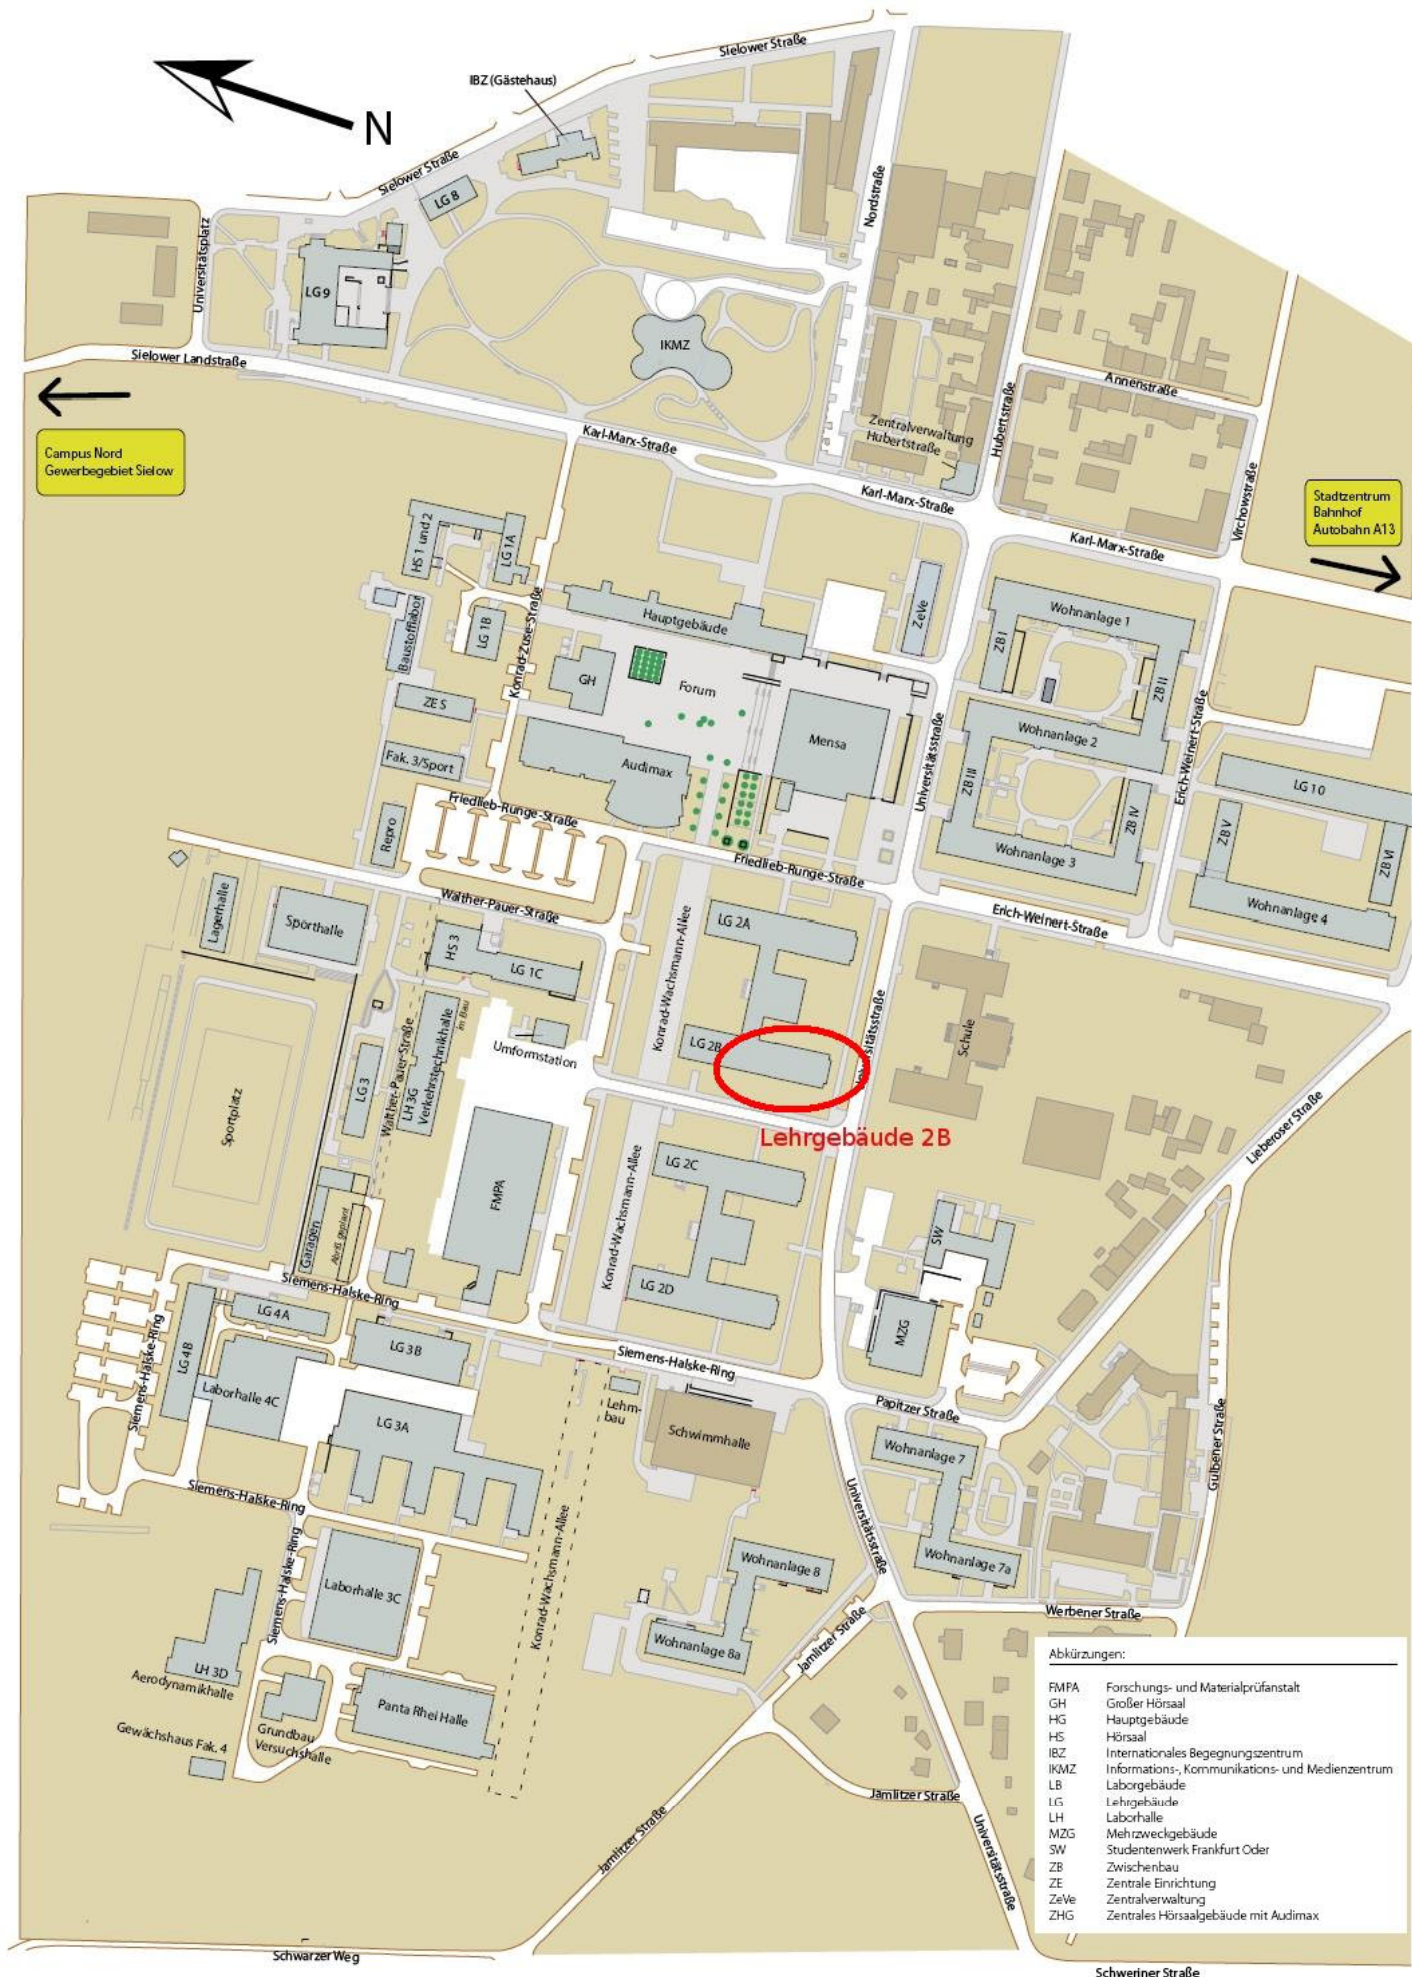 Sielower Straße
IBZ (Gästehaus)
N
Sielower Straße
LG 8
Nordstraße
Universitätsplatz
LG 9
IKMZ
Sielower Landstraße
Annenstraße
Hubertstraße
Campus Nord
Gewerbegebiet Sielow
Karl-Marx-Straße
Zentralverwaltung
Hubertstraße
Karl-Marx-Straße
Virchowstraße
Stadtzentrum
Bahnhof
Autobahn A13
Karl-Marx-Straße
HS 1 und 2
LG 1A
ZeVe
Wohnanlage 1
Hauptgebäude
LG 1B
Baustofflabor
Konrad-Zuse-Straße
ZB I
ZB II
GH
Forum
ZE 5
Mensa
Wohnanlage 2
Erich-Weinert-Straße
Universitätsstraße
Fak. 3/Sport
Audimax
ZB III
LG 10
Friedlieb-Runge-Straße
ZB IV
ZB V
Repro
Wohnanlage 3
ZB VI
Friedlieb-Runge-Straße
Walther-Pauer-Straße
Wohnanlage 4
Lagerhalle
Sporthalle
LG 2A
Erich-Weinert-Straße
HS 3
LG 1C
Konrad-Wachsmann-Allee
im Bau
Universitätsstraße
Schule
Walther-Pauer-Straße
LH 3G
Verkehrstechnikhalle
Umformstation
LG 2B
LG 3
Sportplatz
Lehrgebäude 2B
Lieberoser Straße
LG 2C
FMPA
Konrad-Wachsmann-Allee
Garagen
Abriß geplant
SW
Siemens-Halske-Ring
LG 2D
LG 4A
MZG
LG 4B
LG 3B
Siemens-Halske-Ring
Siemens-Halske-Ring
Laborhalle 4C
Lehm-
bau
Papitzer Straße
LG 3A
Schwimmhalle
Wohnanlage 7
Gulbener Straße
Siemens-Halske-Ring
Universitätsstraße
Konrad-Wachsmann-Allee
Siemens-Halske-Ring
Wohnanlage 8
Wohnanlage 7a
Laborhalle 3C
Werbener Straße
Wohnanlage 8a
Jamlitzer Straße
LH 3D
Aerodynamikhalle
Panta Rhei Halle
Gewächshaus Fak. 4
Grundbau
Versuchshalle
Jamlitzer Straße
Jamlitzer Straße
Universitätsstraße
Abkürzungen:
FMPA Forschungs- und Materialprüfanstalt
GH Großer Hörsaal
HG Hauptgebäude
HS Hörsaal
IBZ Internationales Begegnungszentrum
IKMZ Informations-, Kommunikations- und Medienzentrum
LB Laborgebäude
LG Lehrgebäude
LH Laborhalle
MZG Mehrzweckgebäude
SW Studentenwerk Frankfurt Oder
ZB Zwischenbau
ZE Zentrale Einrichtung
ZeVe Zentralverwaltung
ZHG Zentrales Hörsaalgebäude mit Audimax
Schwarzer Weg
Schweriner Straße